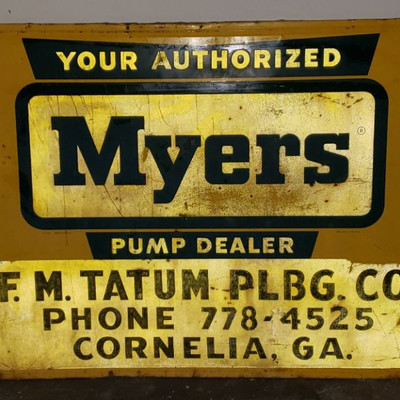 YOUR AUTHORIZED
Myers®
PUMP DEALER
F. M. TATUM PLBG. CO
PHONE 778-4525
CORNELIA, GA.